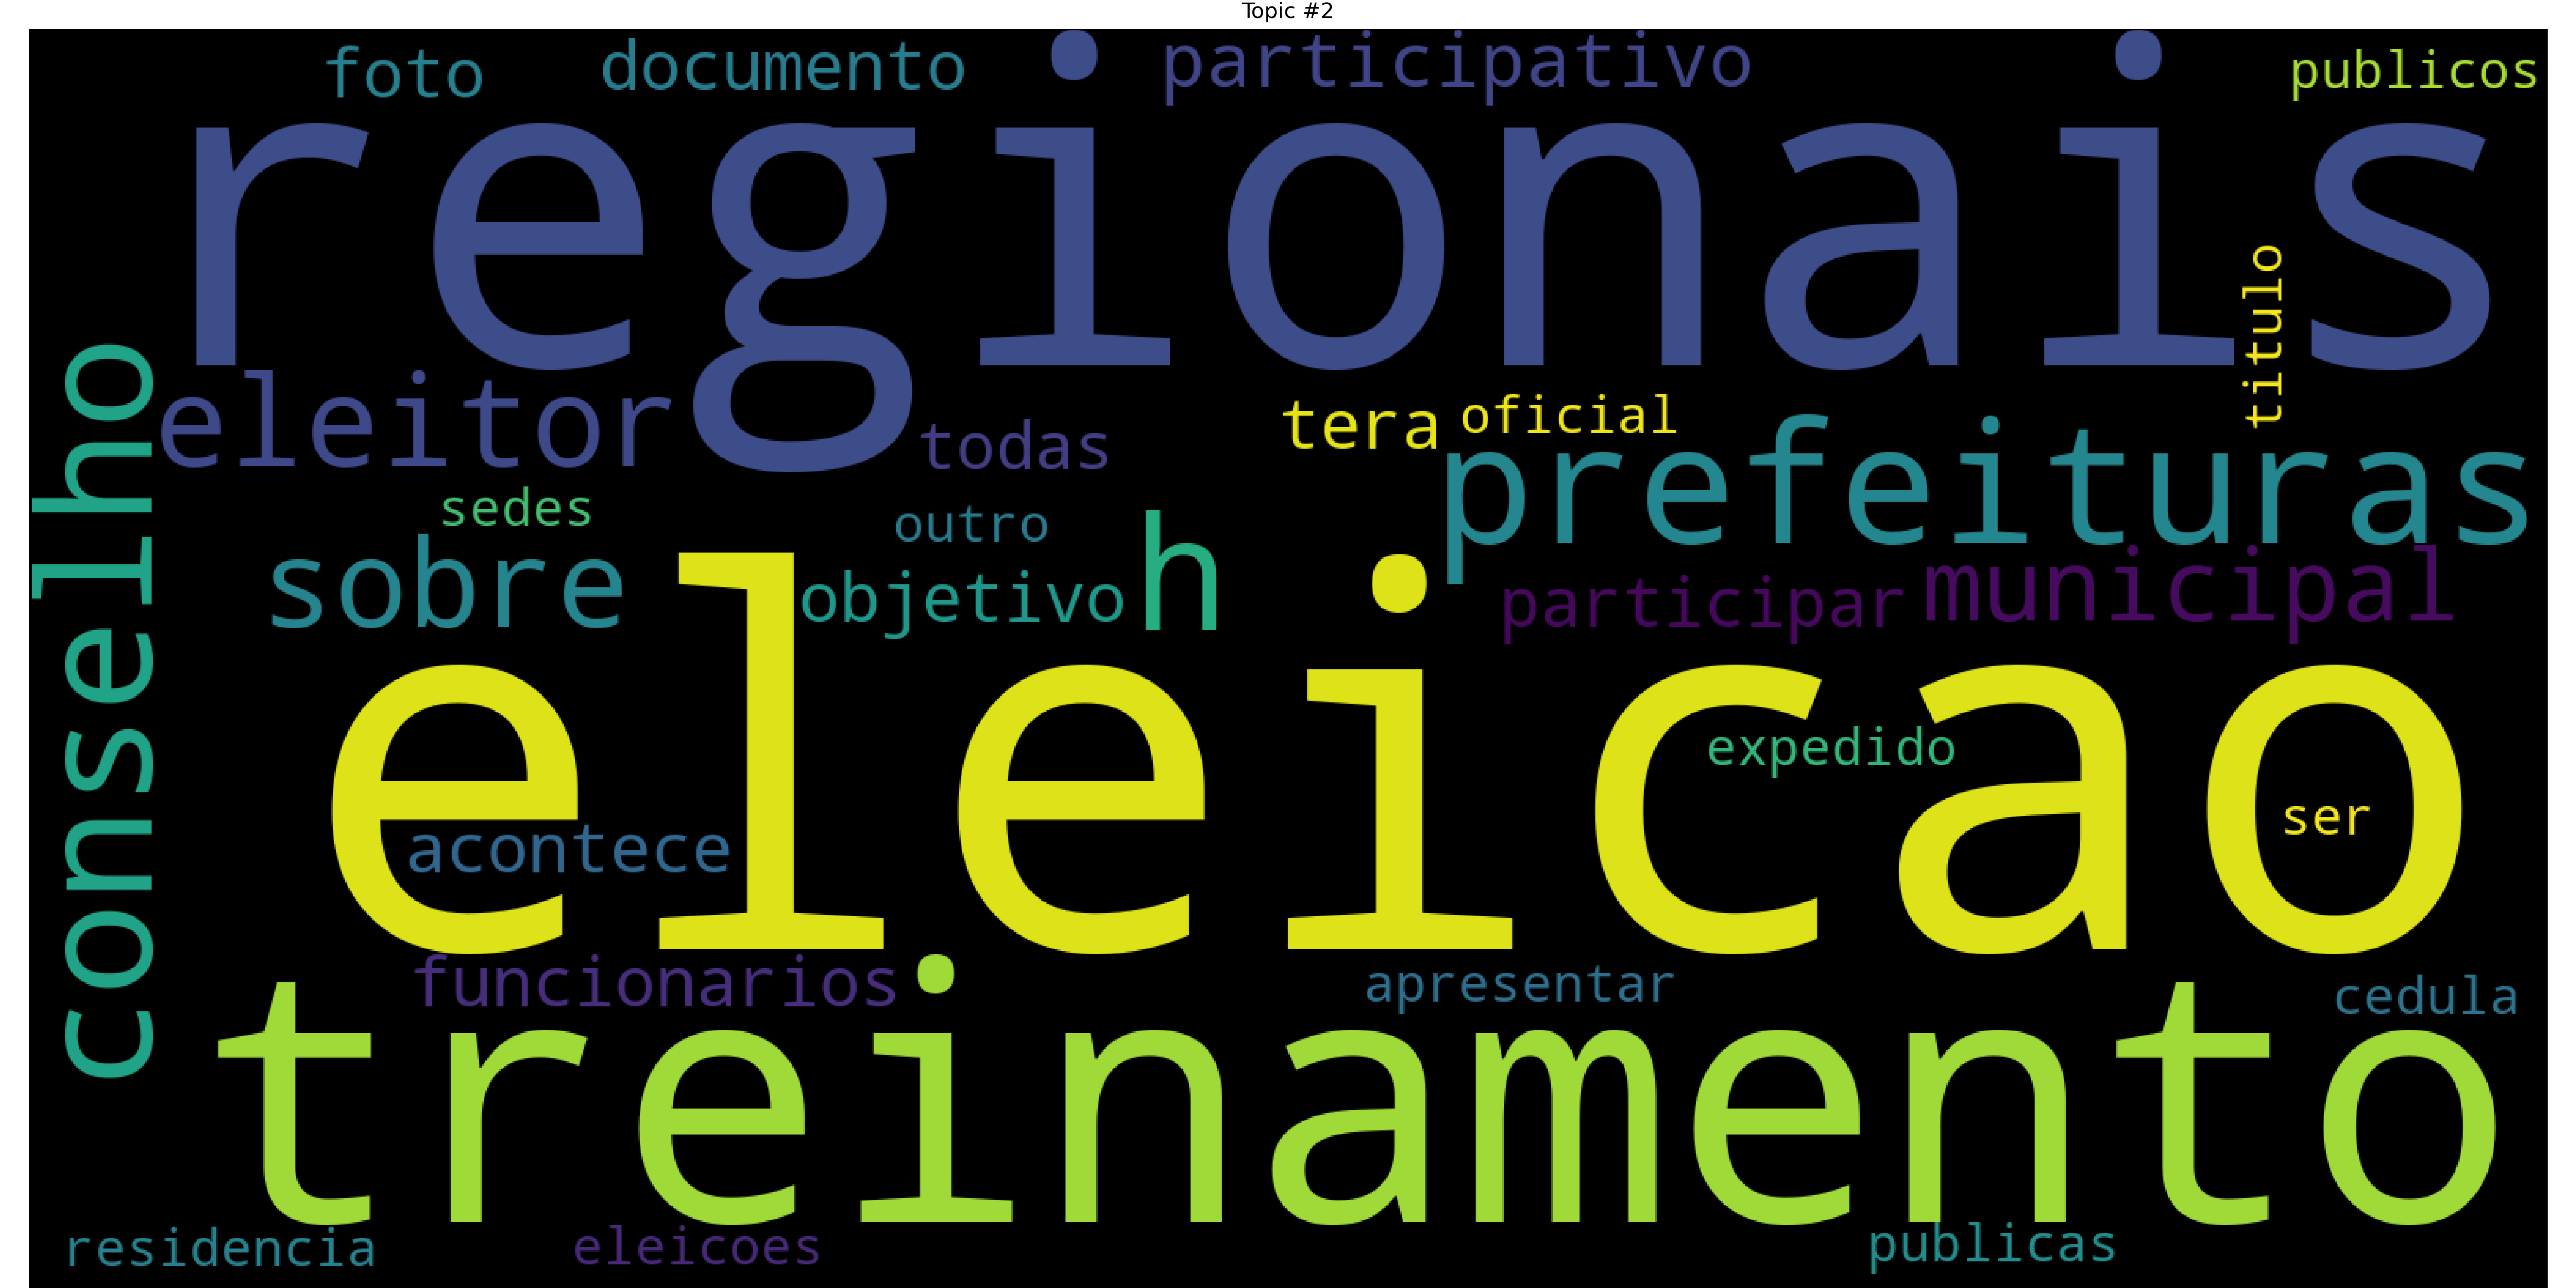 Topic #2
foto
documento
participativo
publicos
regionais
titulo
conselho
eleitor
todas
tera
oficial
prefeituras
sedes
outro
sobre
objetivo
h
participar
municipal
eleicao
expedido
ser
acontece
funcionarios
apresentar
cedula
treinamento
residencia
eleicoes
publicas